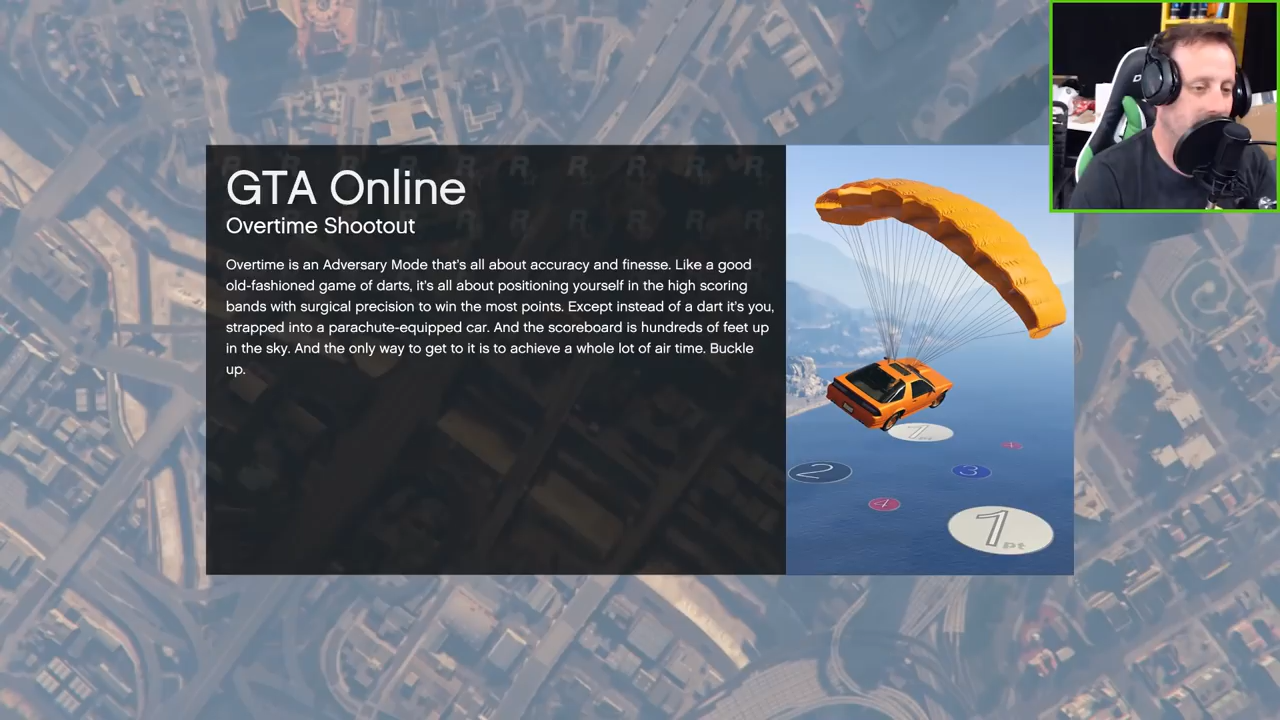 GTA Online
Overtime Shootout
Overtime is an Adversary Mode that's all about accuracy and finesse. Like a good
old-fashioned game of darts, it's all about positioning yourself in the high scoring
bands with surgical precision to win the most points. Except instead of a dart it's you,
strapped into a parachute-equipped car. And the scoreboard is hundreds of feet up
in the sky. And the only way to get to it is to achieve a whole lot of air time. Buckle
up.
1
2
3
4
1pt